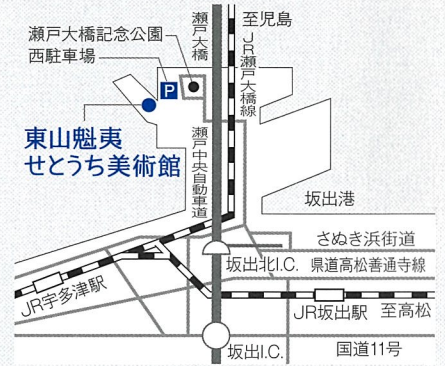 瀬戸大橋記念公園
西駐車場
P
東山魁夷
せとうち美術館
瀬戸大橋
至児島
JR瀬戸大橋線
瀬戸中央自動車道
坂出港
さぬき浜街道
坂出北I.C.
県道高松善通寺線
JR宇多津駅
JR坂出駅
至高松
坂出I.C.
国道11号